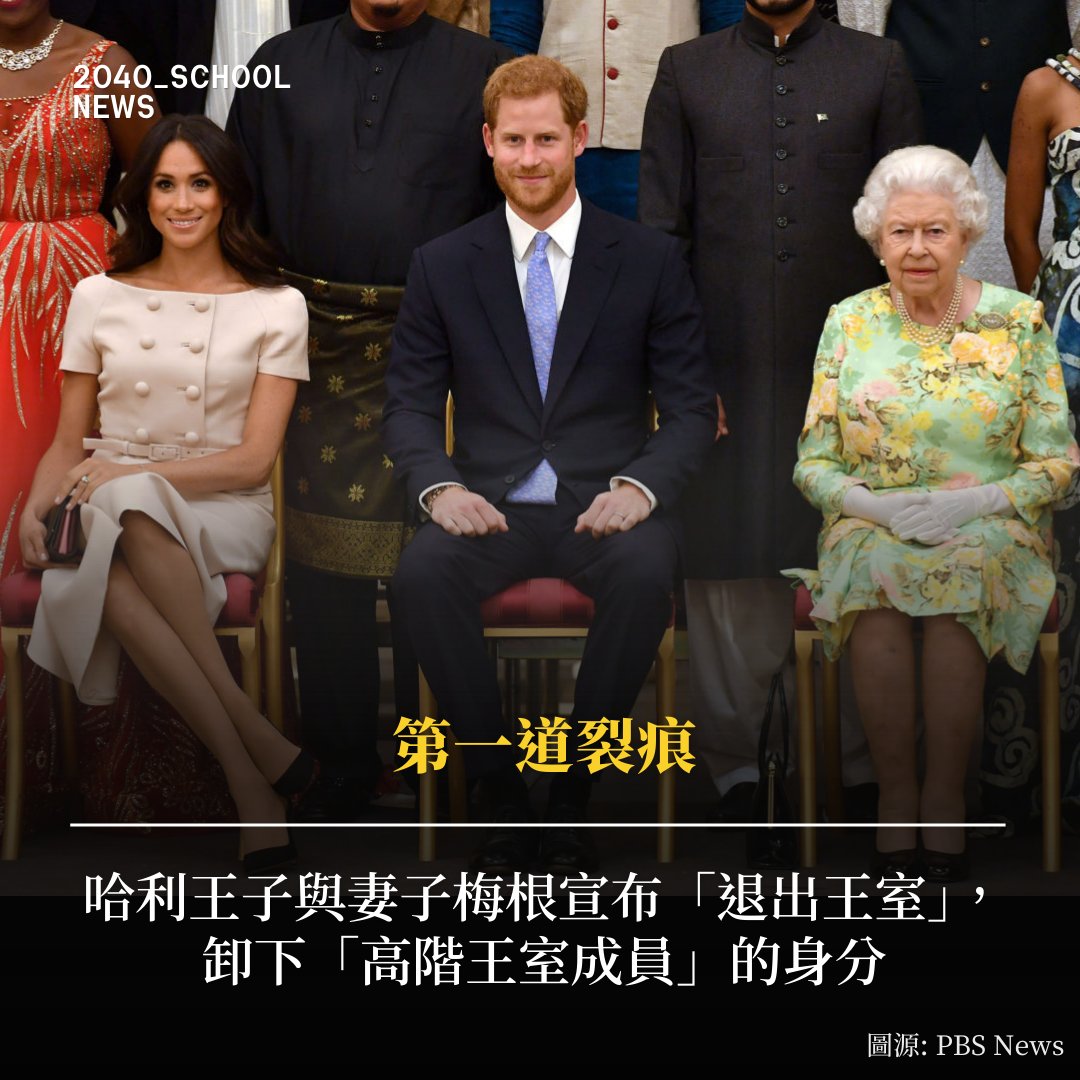 2040_SCHOOL
NEWS
第一道裂痕
哈利王子與妻子梅根宣布「退出王室」，
卸下「高階王室成員」的身分
圖源: PBS News